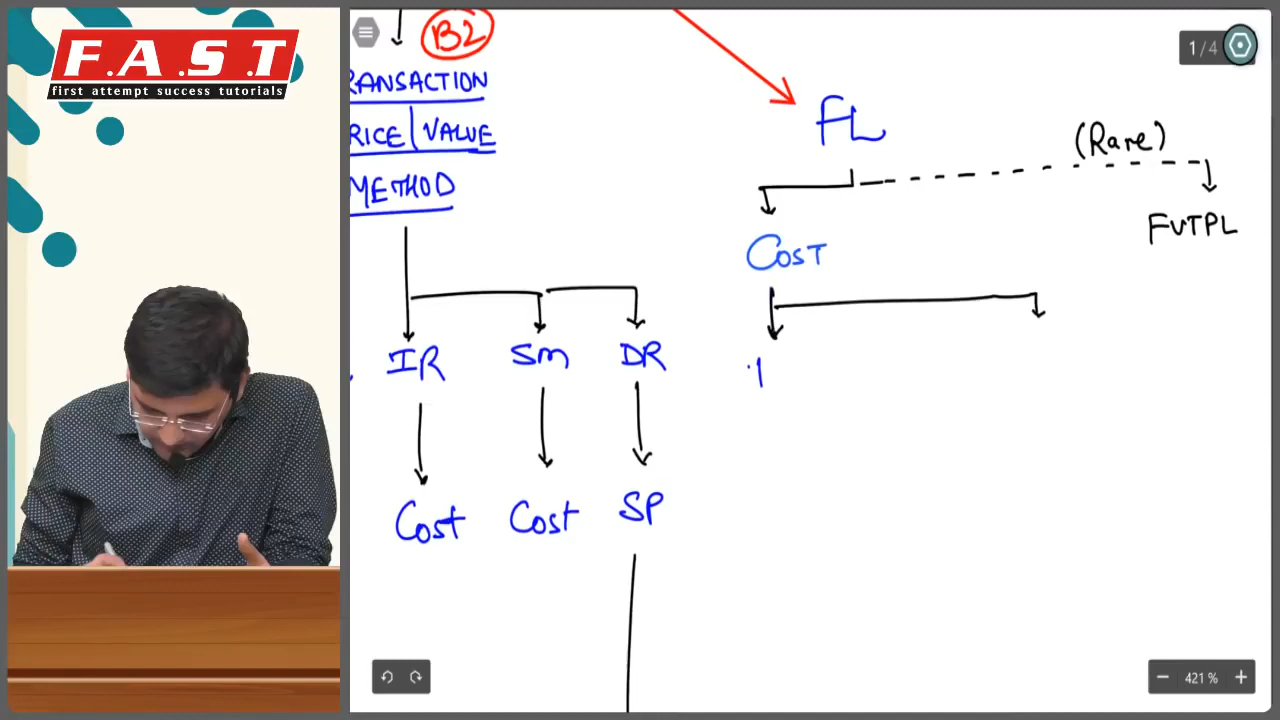 F.A.S.T
first attempt success tutorials
B2
RANSACTION
RICE | VALUE
METHOD
IR
SM
DR
Cost
Cost
SP
FL
(Rare)
COST
FVTPL
1/4
421 %